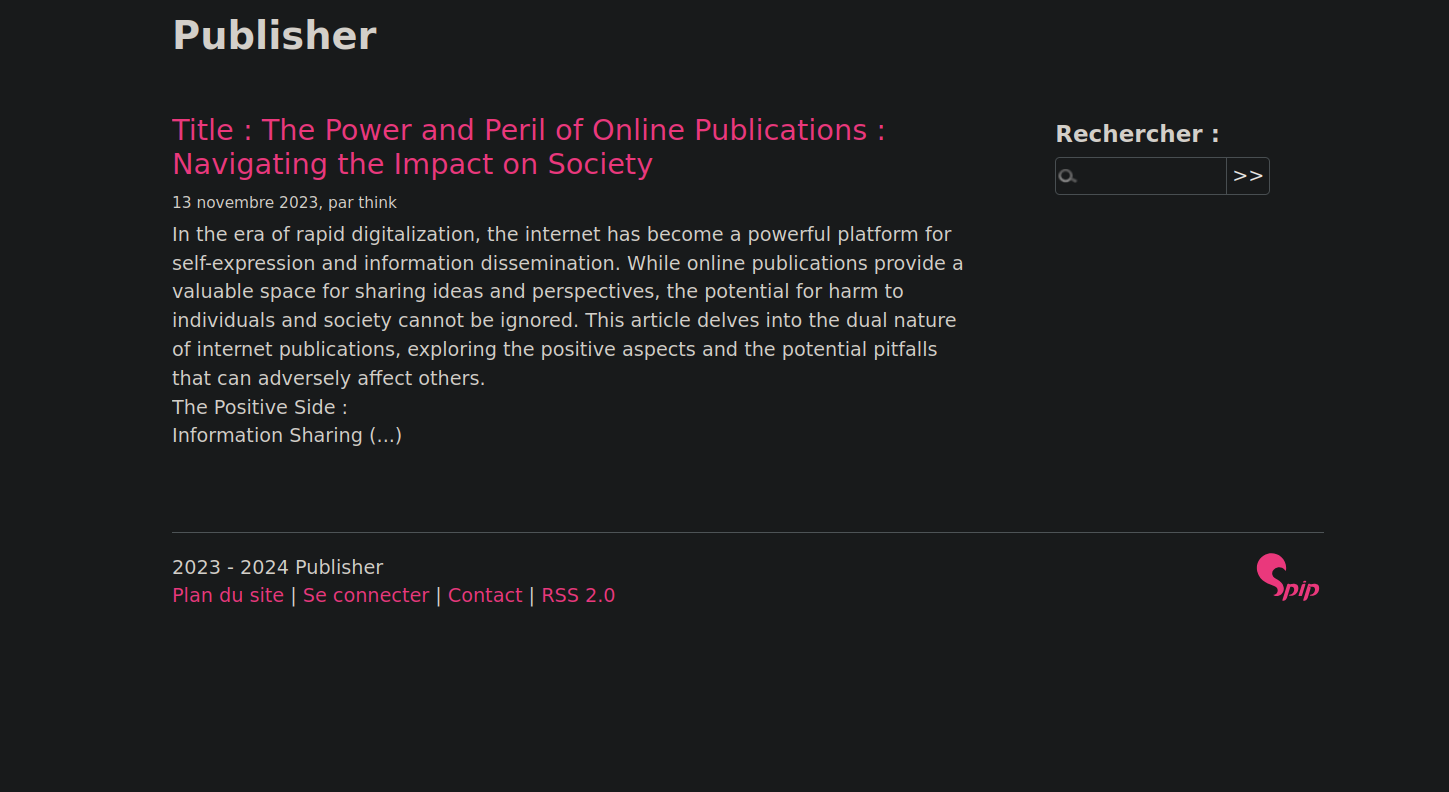 Publisher
Title : The Power and Peril of Online Publications :
Navigating the Impact on Society
13 novembre 2023, par think
In the era of rapid digitalization, the internet has become a powerful platform for
self-expression and information dissemination. While online publications provide a
valuable space for sharing ideas and perspectives, the potential for harm to
individuals and society cannot be ignored. This article delves into the dual nature
of internet publications, exploring the positive aspects and the potential pitfalls
that can adversely affect others.
The Positive Side :
Information Sharing (...)
Rechercher :
>>
2023 - 2024 Publisher
Plan du site | Se connecter | Contact | RSS 2.0
Spip